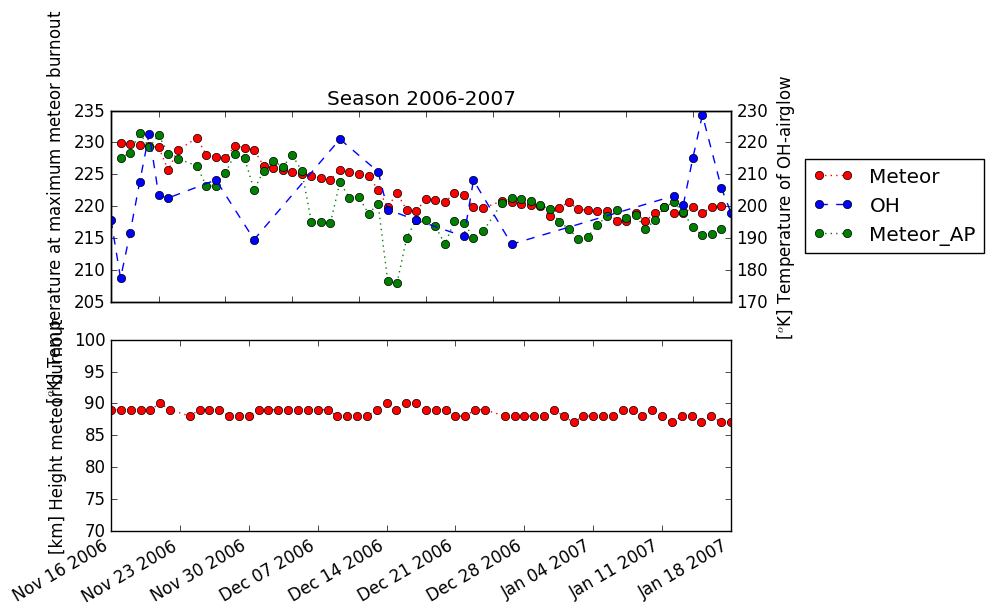 Season 2006-2007
[°K] Temperature at maximum meteor burnout
235
230
225
220
215
210
205
230
220
210
200
190
180
170
[°K] Temperature of OH-airglow
Meteor
OH
Meteor_AP
[km] Height meteor burnout
100
95
90
85
80
75
70
Nov 16 2006
Nov 23 2006
Nov 30 2006
Dec 07 2006
Dec 14 2006
Dec 21 2006
Dec 28 2006
Jan 04 2007
Jan 11 2007
Jan 18 2007